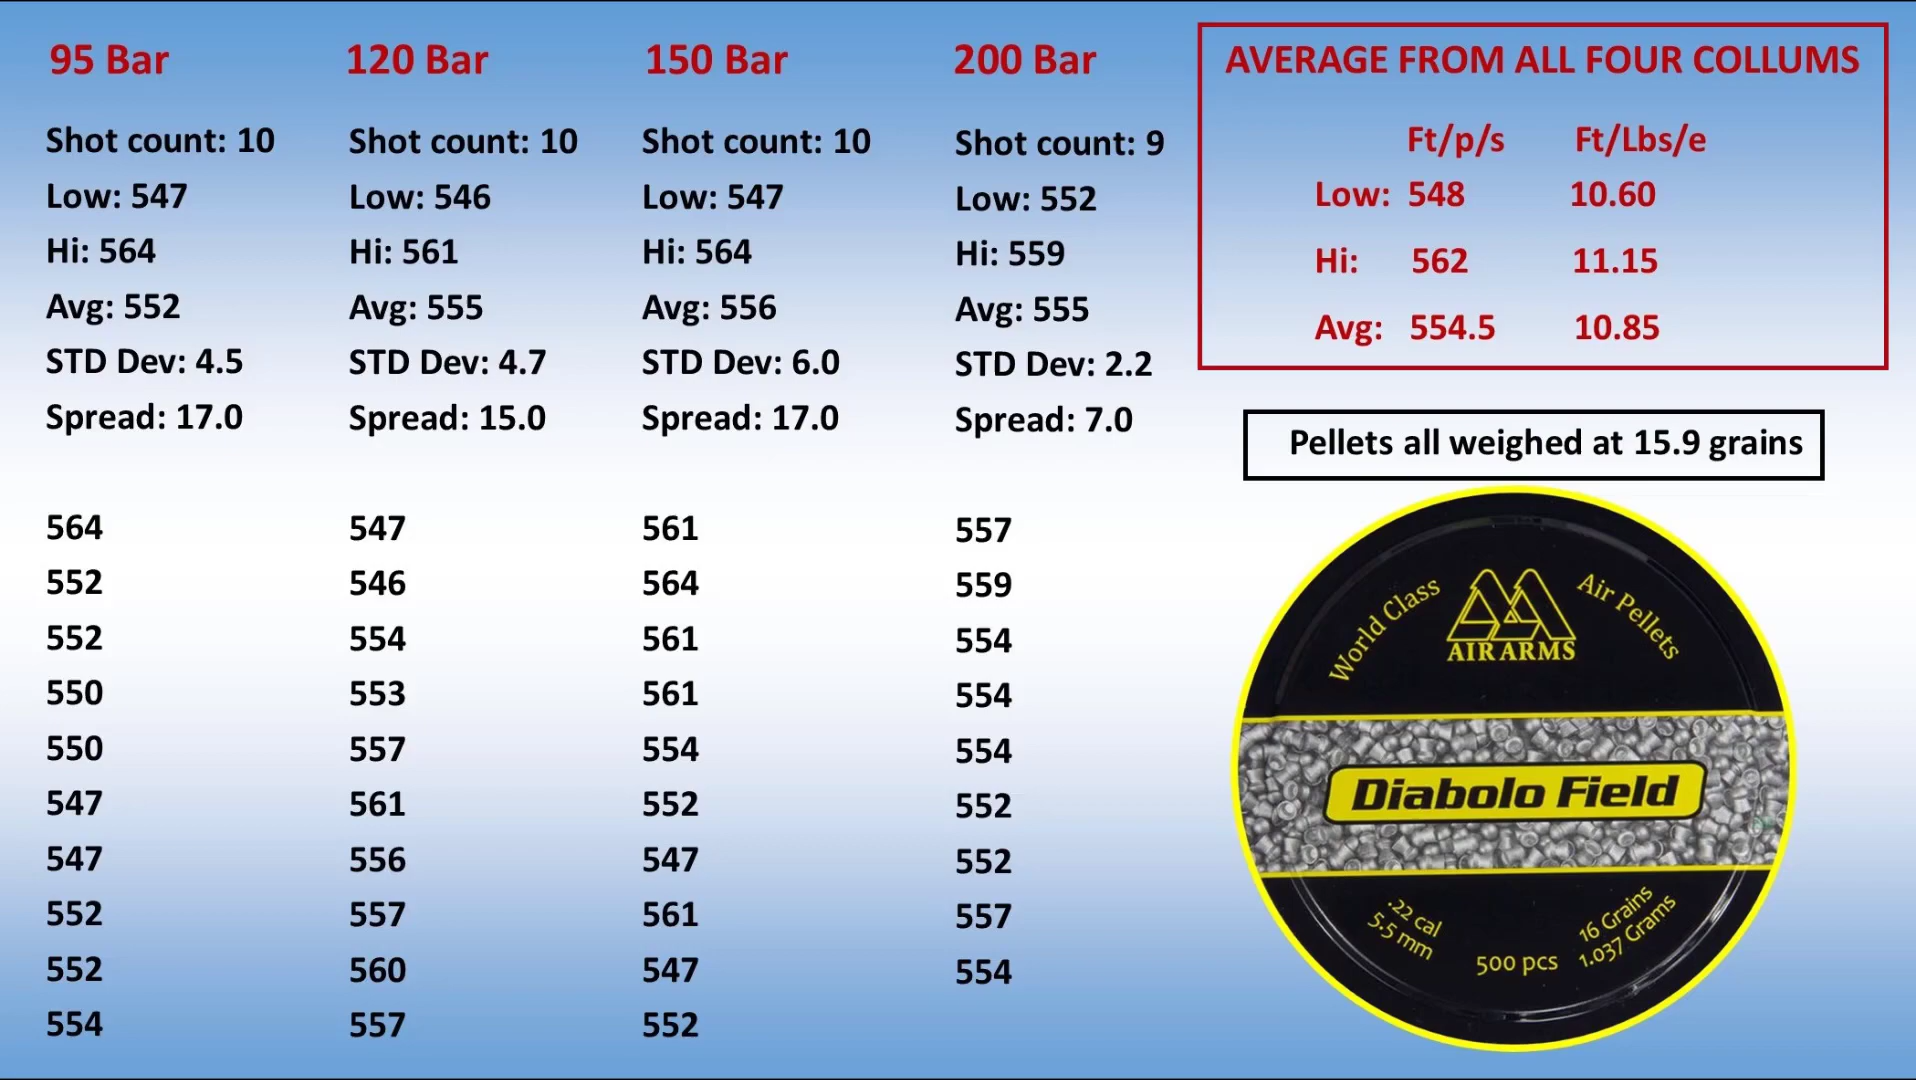 95 Bar
Shot count: 10
Low: 547
Hi: 564
Avg: 552
STD Dev: 4.5
Spread: 17.0
564
552
552
550
550
547
547
552
552
554
120 Bar
Shot count: 10
Low: 546
Hi: 561
Avg: 555
STD Dev: 4.7
Spread: 15.0
547
546
554
553
557
561
556
557
560
557
150 Bar
Shot count: 10
Low: 547
Hi: 564
Avg: 556
STD Dev: 6.0
Spread: 17.0
561
564
561
561
554
552
547
561
547
552
200 Bar
Shot count: 9
Low: 552
Hi: 559
Avg: 555
STD Dev: 2.2
Spread: 7.0
557
559
554
554
554
552
552
557
554
AVERAGE FROM ALL FOUR COLLUMS
Ft/p/s Ft/Lbs/e
Low: 548 10.60
Hi: 562 11.15
Avg: 554.5 10.85
Pellets all weighed at 15.9 grains
World Class
Air Pellets
AIR ARMS
Diabolo Field
.22 cal
5.5 mm
500 pcs
16 Grains
1.037 Grams